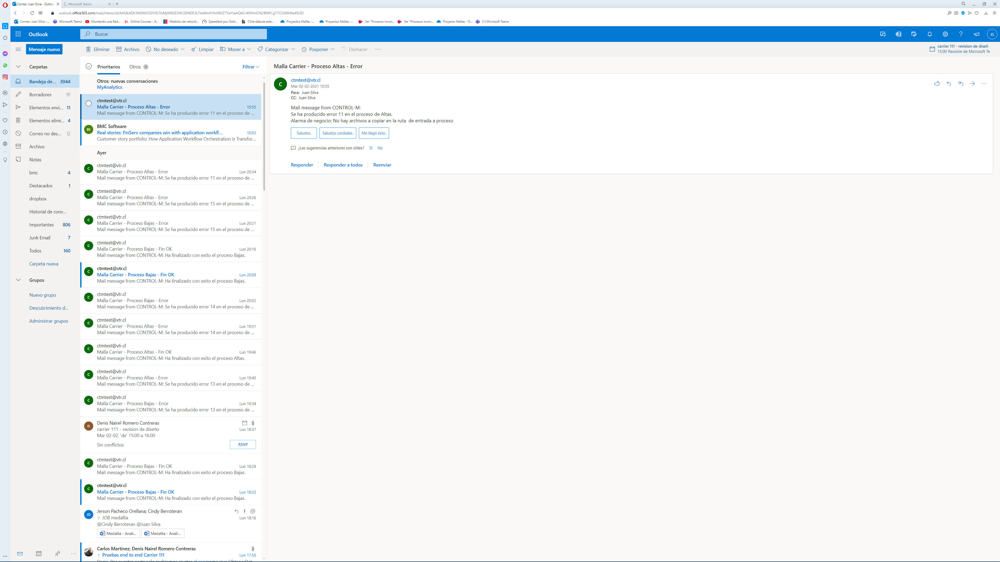 Correo: Juan Silva - Outloo
Microsoft Teams
outlook.office365.com/mail/inbox/id/AAQkADk1M2M2ODY0LTIxMjItNGE5NC05NDE3LTIwMmFiYmNhZTYwYwAQACr4XHmO%2BNFCgT7COAXhRa4%3D
Correo: Juan Silva -...
Microsoft Teams
Montando una Red...
Online Courses - A...
Medidor de velocid...
Speedtest por Ookl...
Chile debuta este...
Proyectos Mallas -...
Proyectos Mallas -...
Ver "Procesos Incon...
Ver "Procesos incon...
Proyecto Mallas - O...
(1) Microsoft Teams
Outlook
Buscar
JS
Mensaje nuevo
Eliminar
Archivo
No deseado
Limpiar
Mover a
Categorizar
Posponer
Deshacer
carrier 111 - revision de diseñ
15:00 Reunión de Microsoft Te
Carpetas
Bandeja de... 3044
Borradores 91
Elementos envi... 11
Elementos elimi... 4
Correo no des... 12
Archivo
Notas
bmc 4
Destacados 1
dropbox
Historial de conv...
Importantes 806
Junk Email 7
Todos 160
Carpeta nueva
Grupos
Nuevo grupo
Descubrimiento d...
Administrar grupos
Prioritarios
Otros 1
Filtrar
Otros: nuevas conversaciones
MyAnalytics
ctmtest@vtr.cl
Malla Carrier - Proceso Altas - Error 10:55
Mail message from CONTROL-M: Se ha producido error 11 en el proceso de ...
BS
BMC Software
Real stories: FinServ companies win with application workfl... 10:03
Customer story portfolio: How Application Workflow Orchestration is Transfor...
Ayer
C
ctmtest@vtr.cl
Malla Carrier - Proceso Altas - Error Lun 20:34
Mail message from CONTROL-M: Se ha producido error 11 en el proceso de ...
C
ctmtest@vtr.cl
Malla Carrier - Proceso Altas - Error Lun 20:26
Mail message from CONTROL-M: Se ha producido error 15 en el proceso de ...
C
ctmtest@vtr.cl
Malla Carrier - Proceso Bajas - Error Lun 20:21
Mail message from CONTROL-M: Se ha producido error 15 en el proceso de ...
C
ctmtest@vtr.cl
Malla Carrier - Proceso Bajas - Fin OK Lun 20:16
Mail message from CONTROL-M: Ha finalizado con exito el proceso Bajas.
C
ctmtest@vtr.cl
Malla Carrier - Proceso Bajas - Fin OK Lun 20:09
Mail message from CONTROL-M: Ha finalizado con exito el proceso Bajas.
C
ctmtest@vtr.cl
Malla Carrier - Proceso Bajas - Error Lun 20:02
Mail message from CONTROL-M: Se ha producido error 14 en el proceso de ...
C
ctmtest@vtr.cl
Malla Carrier - Proceso Altas - Error Lun 19:51
Mail message from CONTROL-M: Se ha producido error 14 en el proceso de ...
C
ctmtest@vtr.cl
Malla Carrier - Proceso Altas - Fin OK Lun 19:46
Mail message from CONTROL-M: Ha finalizado con exito el proceso Altas.
C
ctmtest@vtr.cl
Malla Carrier - Proceso Altas - Error Lun 19:40
Mail message from CONTROL-M: Se ha producido error 13 en el proceso de ...
C
ctmtest@vtr.cl
Malla Carrier - Proceso Bajas - Error Lun 19:34
Mail message from CONTROL-M: Se ha producido error 13 en el proceso de ...
D
Denis Nairel Romero Contreras
carrier 111 - revision de diseño Lun 18:37
Mar 02-02, 'de' 15:00 a 16:00
Sin conflictos RSVP
C
ctmtest@vtr.cl
Malla Carrier - Proceso Bajas - Fin OK Lun 18:28
Mail message from CONTROL-M: Ha finalizado con exito el proceso Bajas.
C
ctmtest@vtr.cl
Malla Carrier - Proceso Bajas - Fin OK Lun 18:22
Mail message from CONTROL-M: Ha finalizado con exito el proceso Bajas.
JO
Jerson Pacheco Orellana; Cindy Berroteran
JOB medallia Lun 18:16
@Cindy Berroteran @Juan Silva
Medallia - Anali... Medallia - Anali...
Carlos Martinez; Denis Nairel Romero Contreras
Pruebas end to end Carrier 111 Lun 17:56
Denis, Por nuestra parte solo realizamos ajustes al programa java ObtenerDat...
Malla Carrier - Proceso Altas - Error
C
ctmtest@vtr.cl
Mar 02-02-2021 10:55
Para: Juan Silva
CC: Juan Silva
Mail message from CONTROL-M:
Se ha producido error 11 en el proceso de Altas.
Alarma de negocio: No hay archivos a copiar en la ruta de entrada a proceso
Saludos. Saludos cordiales. Me llegó esto.
¿Las sugerencias anteriores son útiles? Sí No
Responder Responder a todos Reenviar